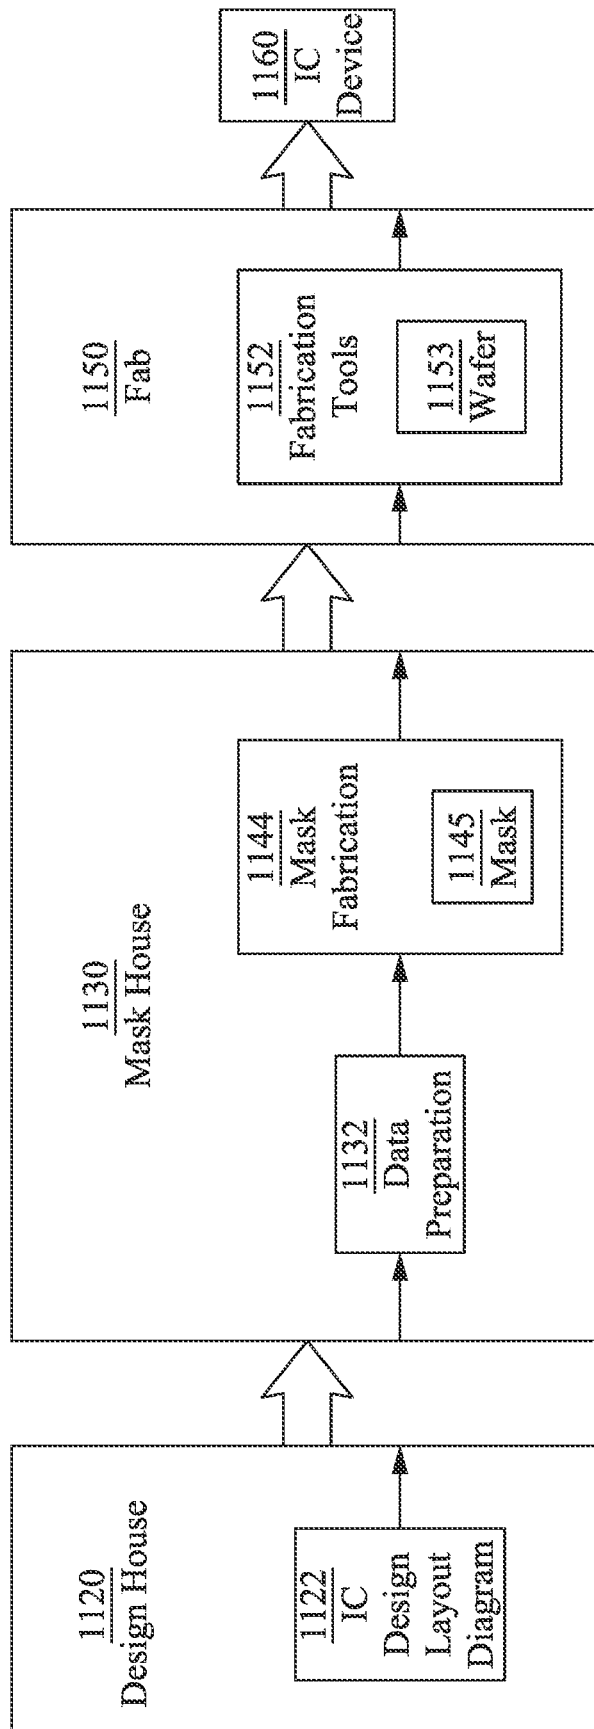 1120
Design House
1122
IC
Design
Layout
Diagram
1130
Mask House
1132
Data
Preparation
1144
Mask
Fabrication
1145
Mask
1150
Fab
1152
Fabrication
Tools
1153
Wafer
1160
IC
Device